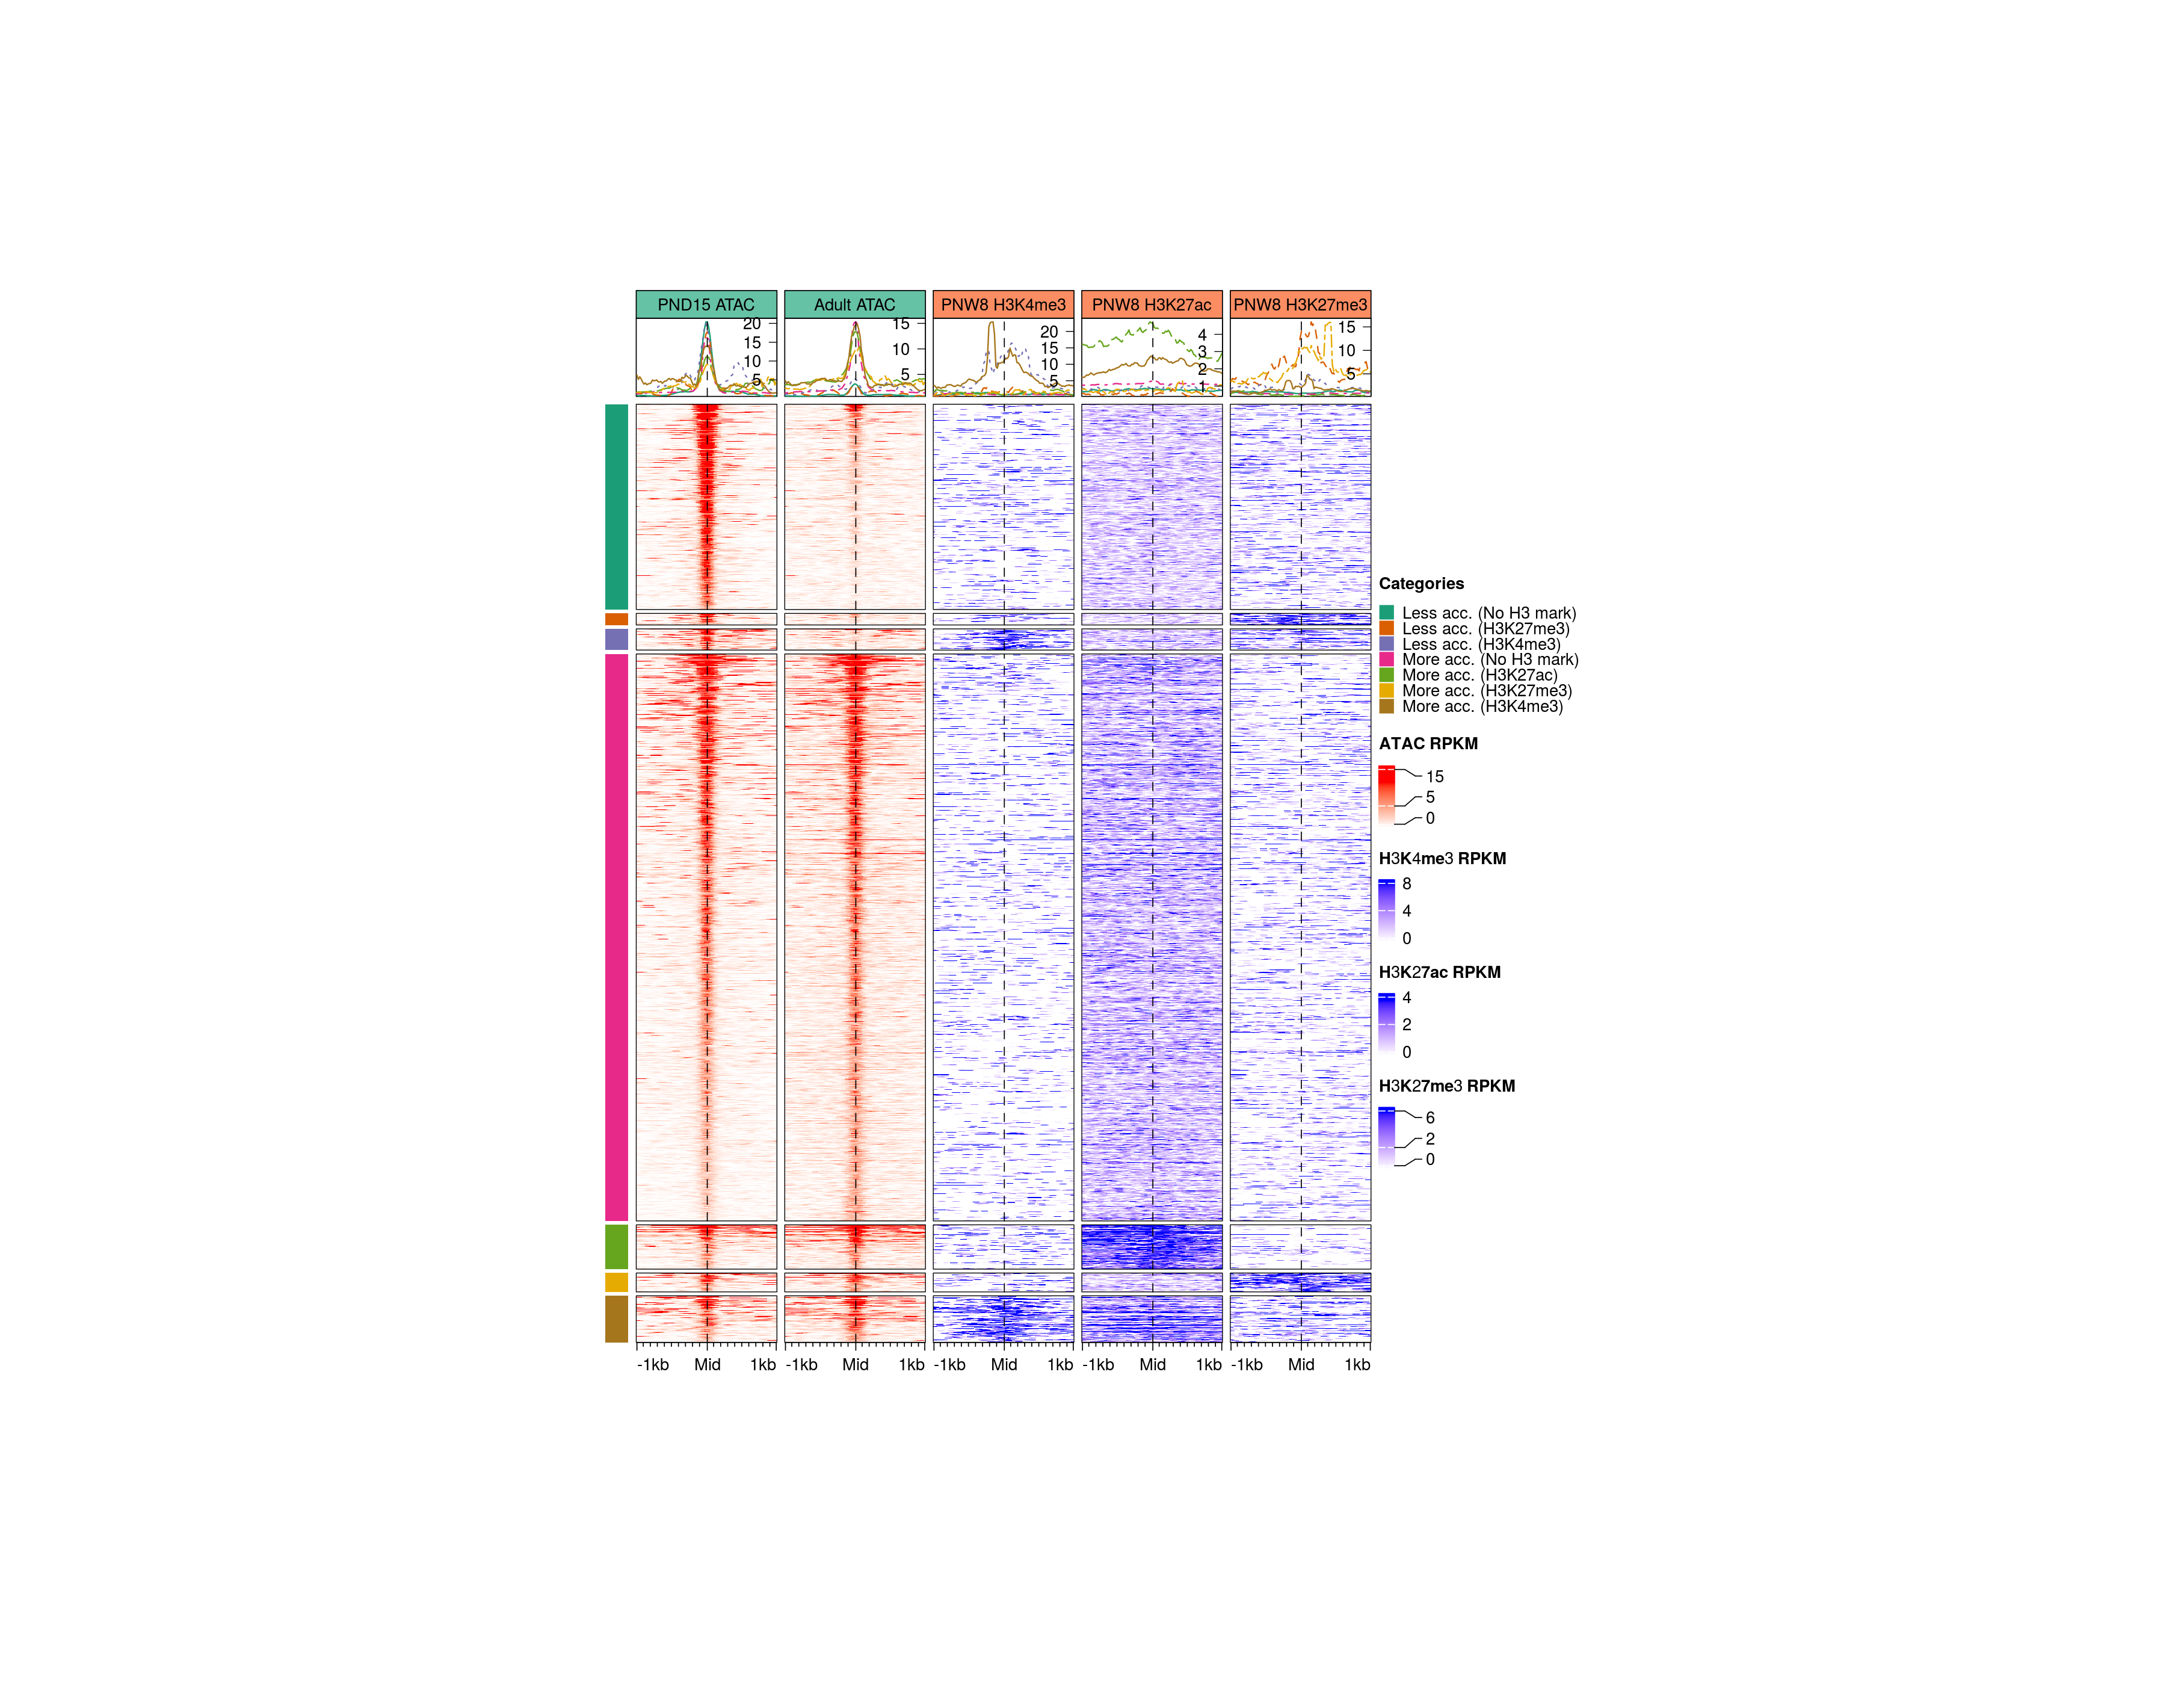 PND15 ATAC Adult ATAC PNW8 H3K4me3 PNW8 H3K27ac PNW8 H3K27me3
20
15
10
5
15
10
5
20
15
10
5
4
3
2
1
15
10
5
Categories
Less acc. (No H3 mark)
Less acc. (H3K27me3)
Less acc. (H3K4me3)
More acc. (No H3 mark)
More acc. (H3K27ac)
More acc. (H3K27me3)
More acc. (H3K4me3)
ATAC RPKM
15
5
0
H3K4me3 RPKM
8
4
0
H3K27ac RPKM
4
2
0
H3K27me3 RPKM
6
2
0
-1kb Mid 1kb -1kb Mid 1kb -1kb Mid 1kb -1kb Mid 1kb -1kb Mid 1kb